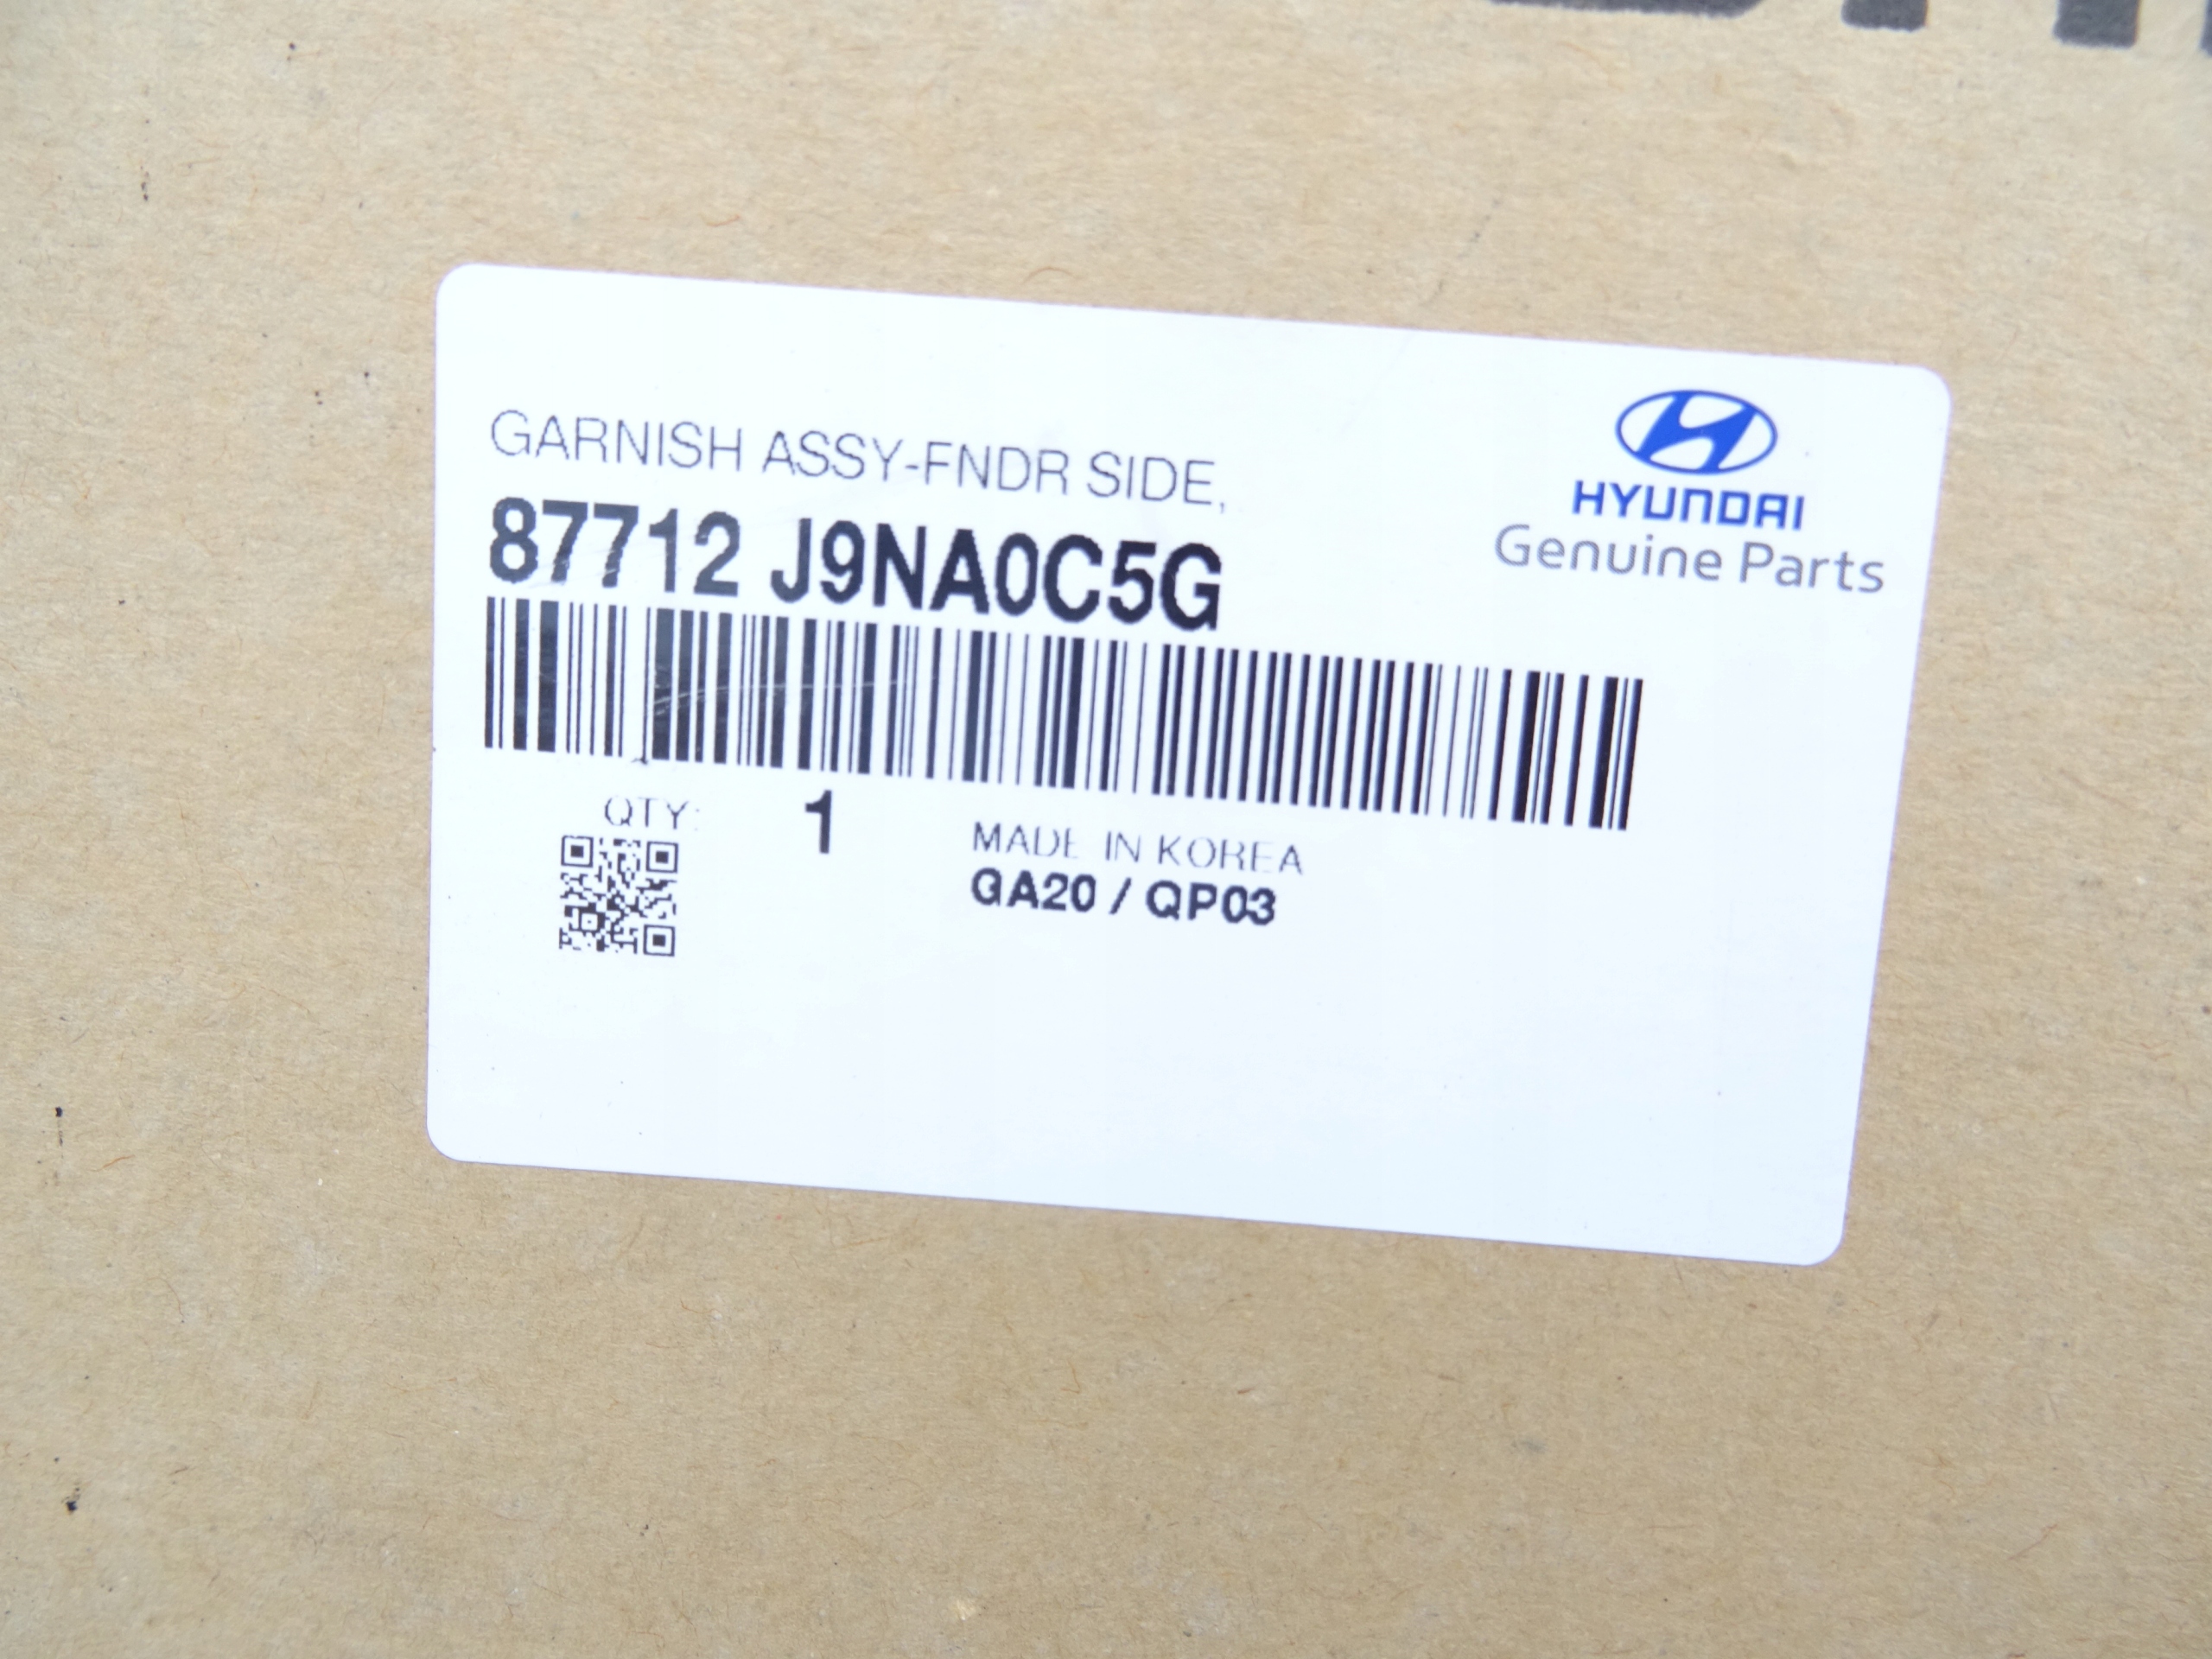 GARNISH ASSY-FNDR SIDE,
87712 J9NA0C5G
HYUNDAI
Genuine Parts
QTY: 1
MADE IN KOREA
GA20 / QP03